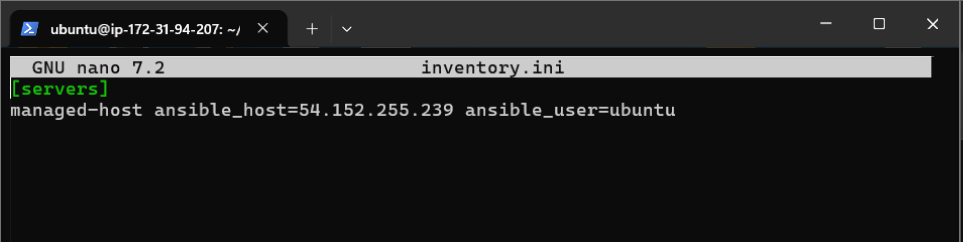 ubuntu@ip-172-31-94-207: ~/
GNU nano 7.2 inventory.ini
[servers]
managed-host ansible_host=54.152.255.239 ansible_user=ubuntu